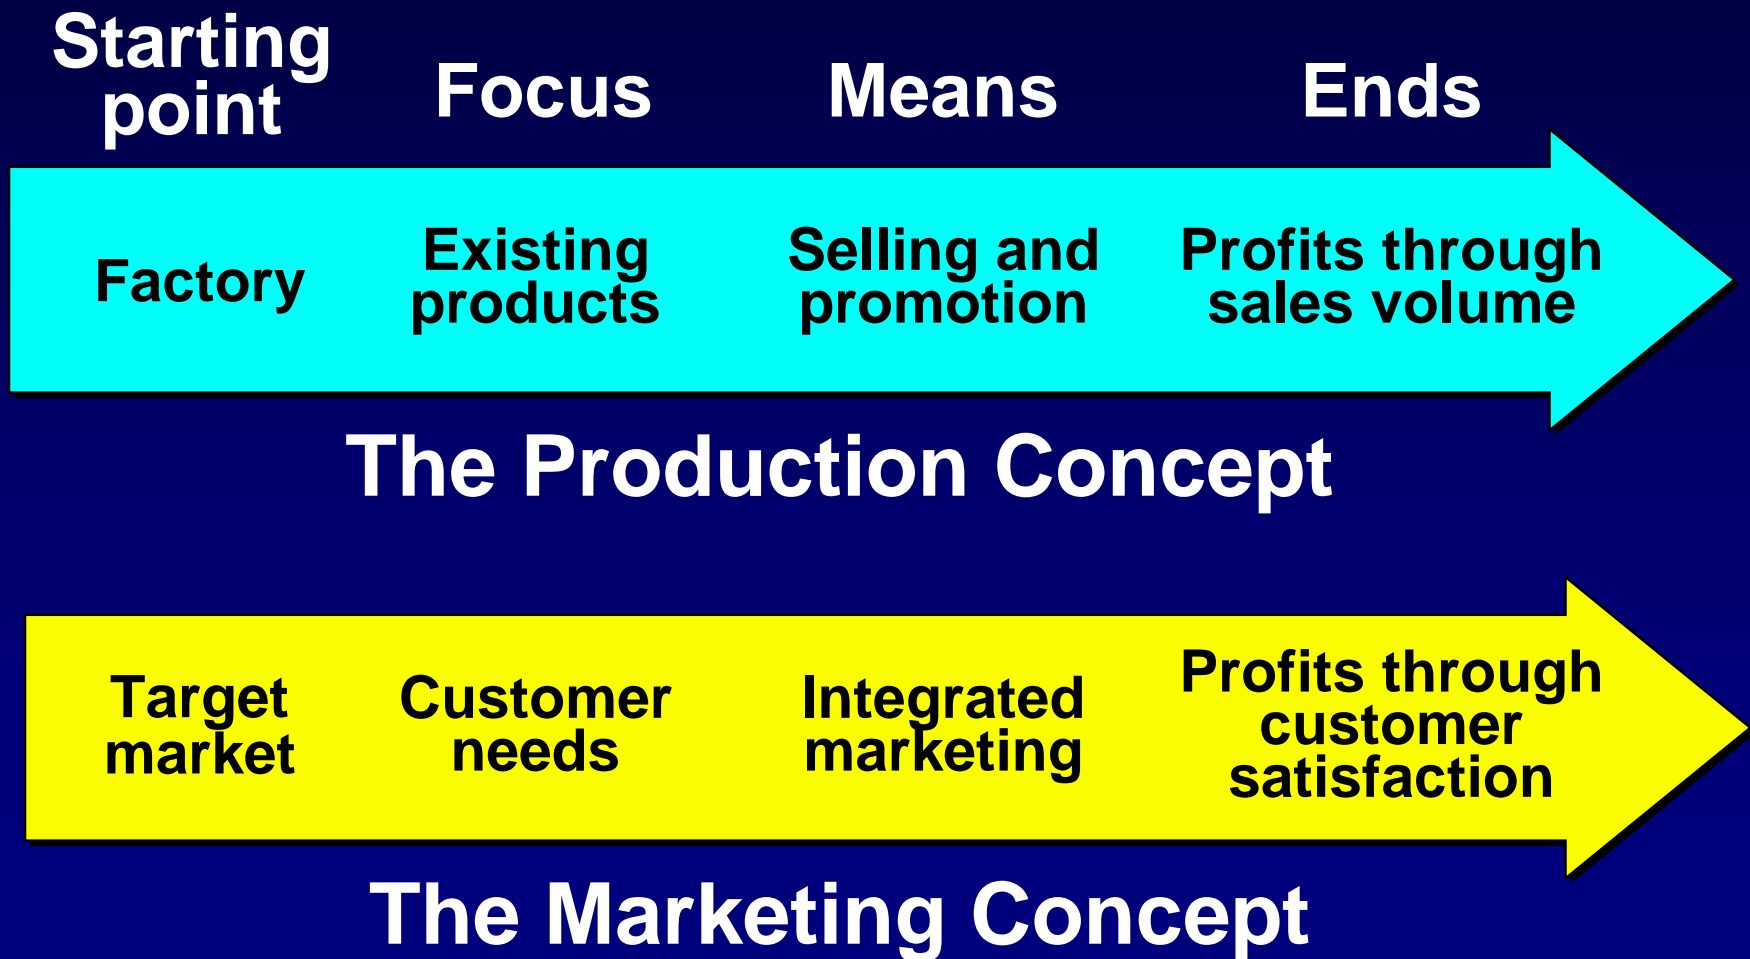 Starting
point
Focus
Means
Ends
Factory
Existing
products
Selling and
promotion
Profits through
sales volume
The Production Concept
Target
market
Customer
needs
Integrated
marketing
Profits through
customer
satisfaction
The Marketing Concept